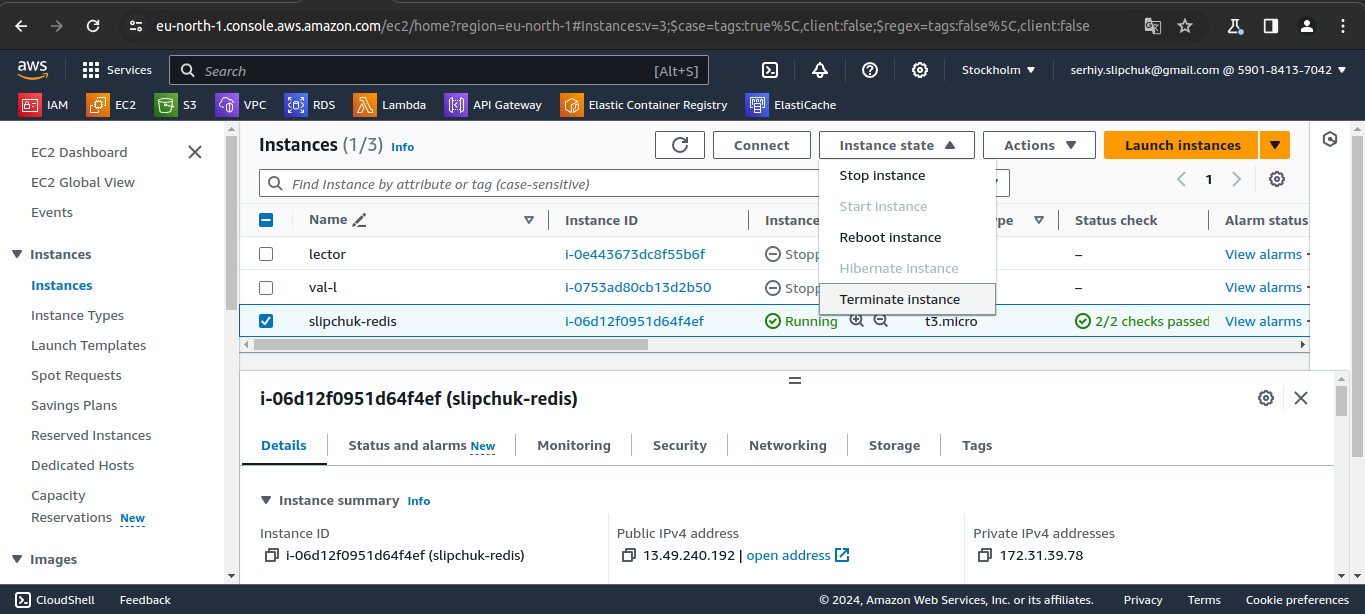 eu-north-1.console.aws.amazon.com/ec2/home?region=eu-north-1#Instances:v=3;$case=tags:true%5C,client:false;$regex=tags:false%5C,client:false
aws Services Search [Alt+S] Stockholm serhiy.slipchuk@gmail.com @ 5901-8413-7042
IAM EC2 S3 VPC RDS Lambda API Gateway Elastic Container Registry ElastiCache
EC2 Dashboard
EC2 Global View
Events
Instances
Instances
Instance Types
Launch Templates
Spot Requests
Savings Plans
Reserved Instances
Dedicated Hosts
Capacity
Reservations New
Images
Instances (1/3) Info
Connect Instance state Actions Launch instances
Find Instance by attribute or tag (case-sensitive)
1
Stop instance
Start instance
Reboot instance
Hibernate instance
Terminate instance
Name Instance ID Instance pe Status check Alarm status
lector i-0e443673dc8f55b6f Stopp – View alarms
val-l i-0753ad80cb13d2b50 Stopp – View alarms
slipchuk-redis i-06d12f0951d64f4ef Running t3.micro 2/2 checks passed View alarms
i-06d12f0951d64f4ef (slipchuk-redis)
Details Status and alarms New Monitoring Security Networking Storage Tags
Instance summary Info
Instance ID Public IPv4 address Private IPv4 addresses
i-06d12f0951d64f4ef (slipchuk-redis) 13.49.240.192 | open address 172.31.39.78
CloudShell Feedback © 2024, Amazon Web Services, Inc. or its affiliates. Privacy Terms Cookie preferences